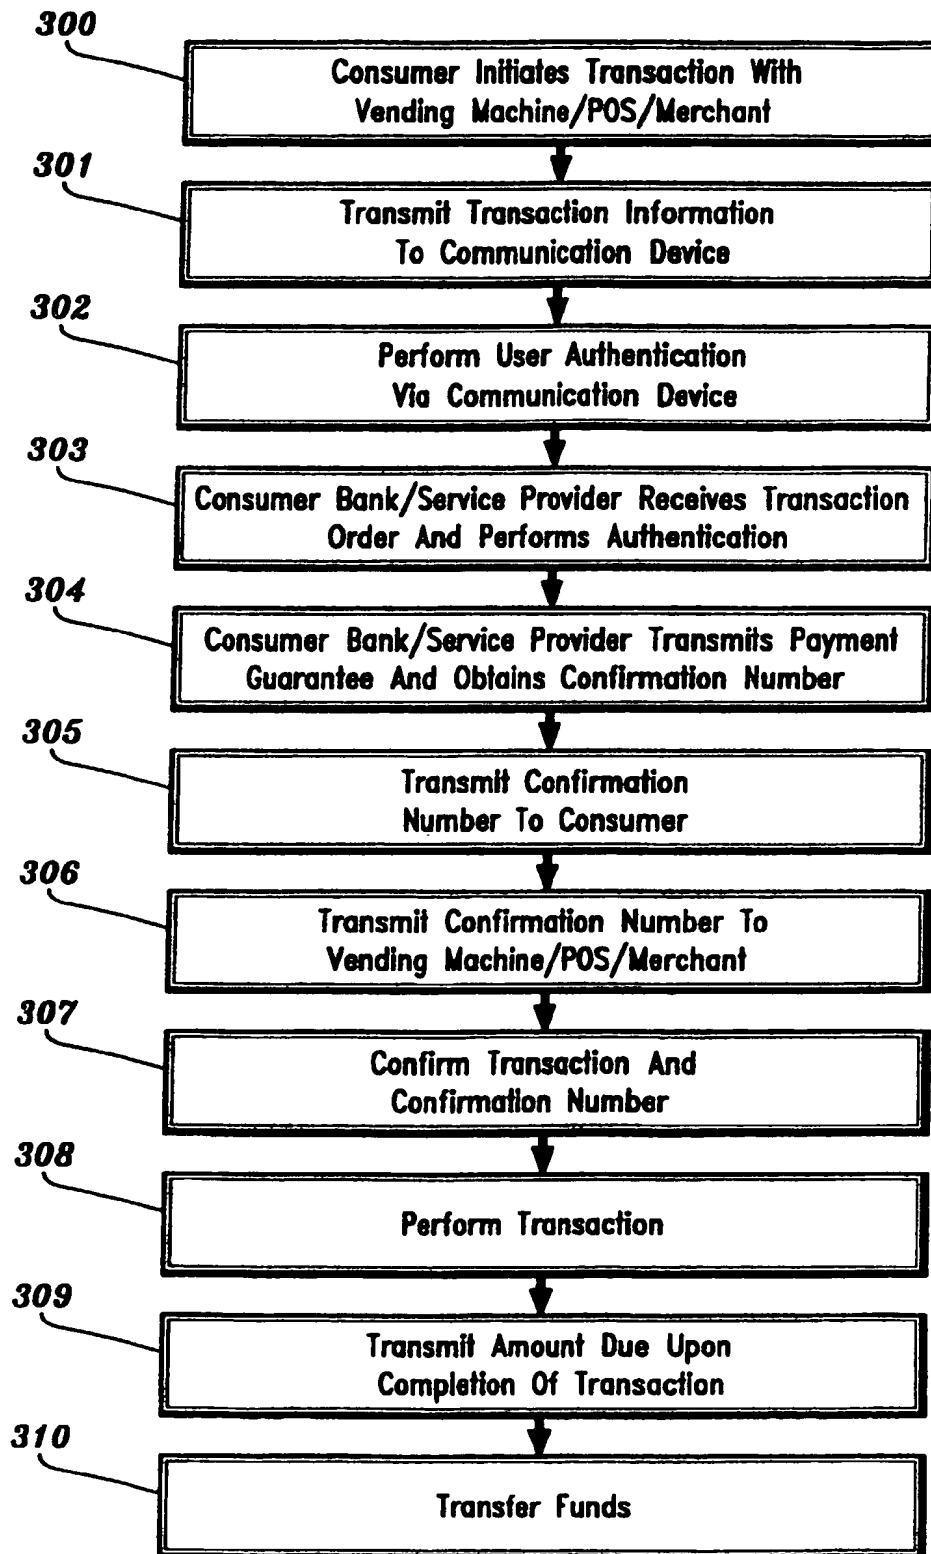 300
Consumer Initiates Transaction With
Vending Machine/POS/Merchant
301
Transmit Transaction Information
To Communication Device
302
Perform User Authentication
Via Communication Device
303
Consumer Bank/Service Provider Receives Transaction
Order And Performs Authentication
304
Consumer Bank/Service Provider Transmits Payment
Guarantee And Obtains Confirmation Number
305
Transmit Confirmation
Number To Consumer
306
Transmit Confirmation Number To
Vending Machine/POS/Merchant
307
Confirm Transaction And
Confirmation Number
308
Perform Transaction
309
Transmit Amount Due Upon
Completion Of Transaction
310
Transfer Funds